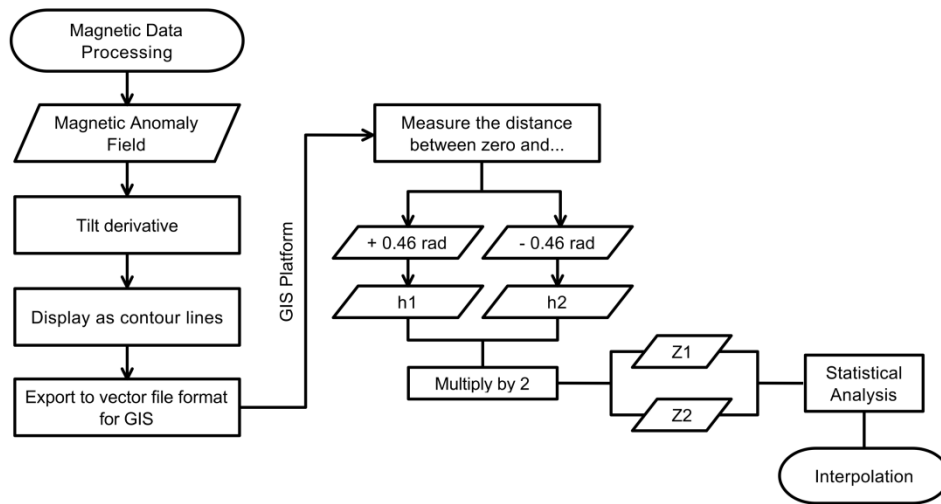 Magnetic Data
Processing
Magnetic Anomaly
Field
Tilt derivative
Display as contour lines
Export to vector file format
for GIS
GIS Platform
Measure the distance
between zero and...
+ 0.46 rad
- 0.46 rad
h1
h2
Multiply by 2
Z1
Z2
Statistical
Analysis
Interpolation